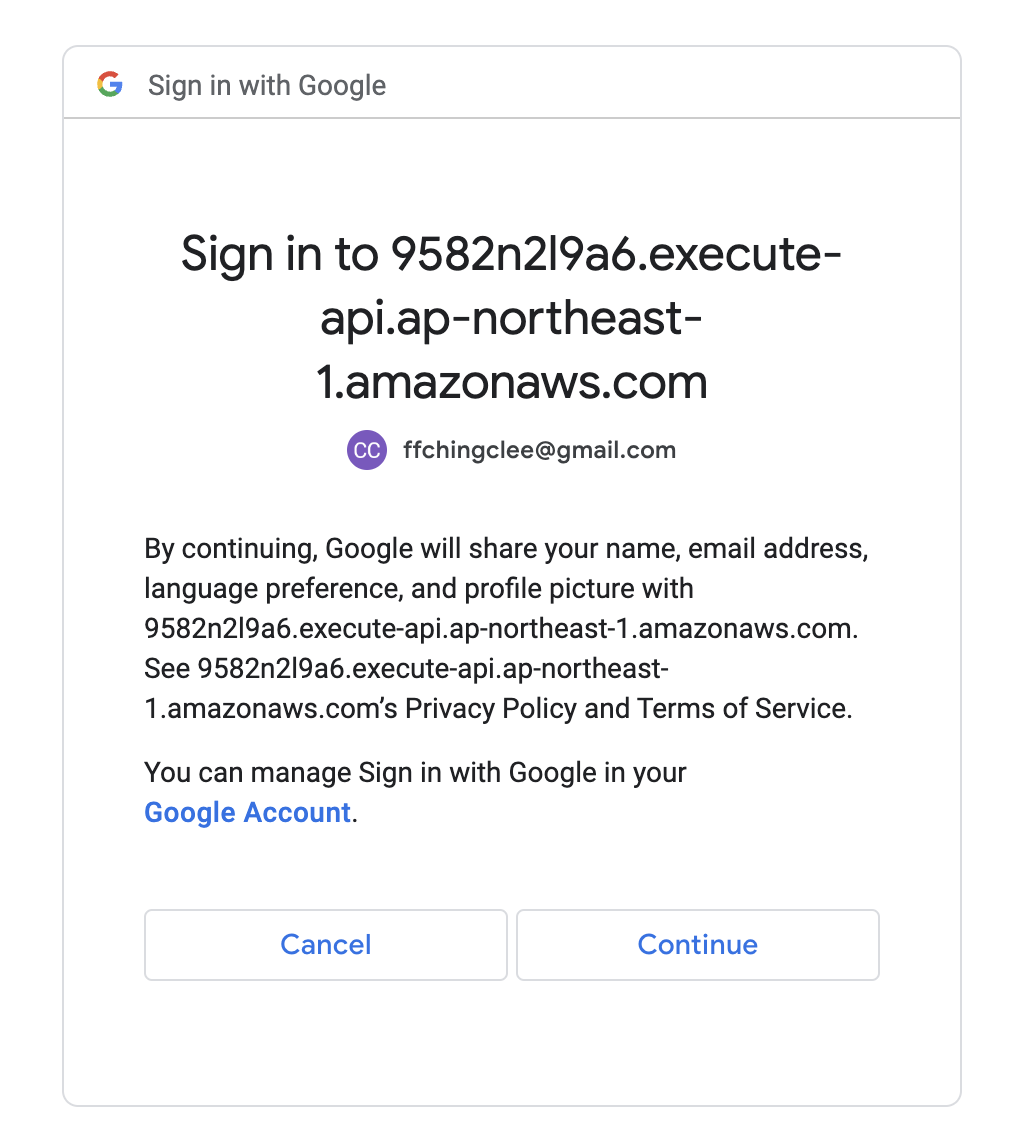 Sign in with Google
Sign in to 9582n2l9a6.execute-
api.ap-northeast-
1.amazonaws.com
CC ffchingclee@gmail.com
By continuing, Google will share your name, email address,
language preference, and profile picture with
9582n2l9a6.execute-api.ap-northeast-1.amazonaws.com.
See 9582n2l9a6.execute-api.ap-northeast-
1.amazonaws.com’s Privacy Policy and Terms of Service.
You can manage Sign in with Google in your
Google Account.
Cancel Continue